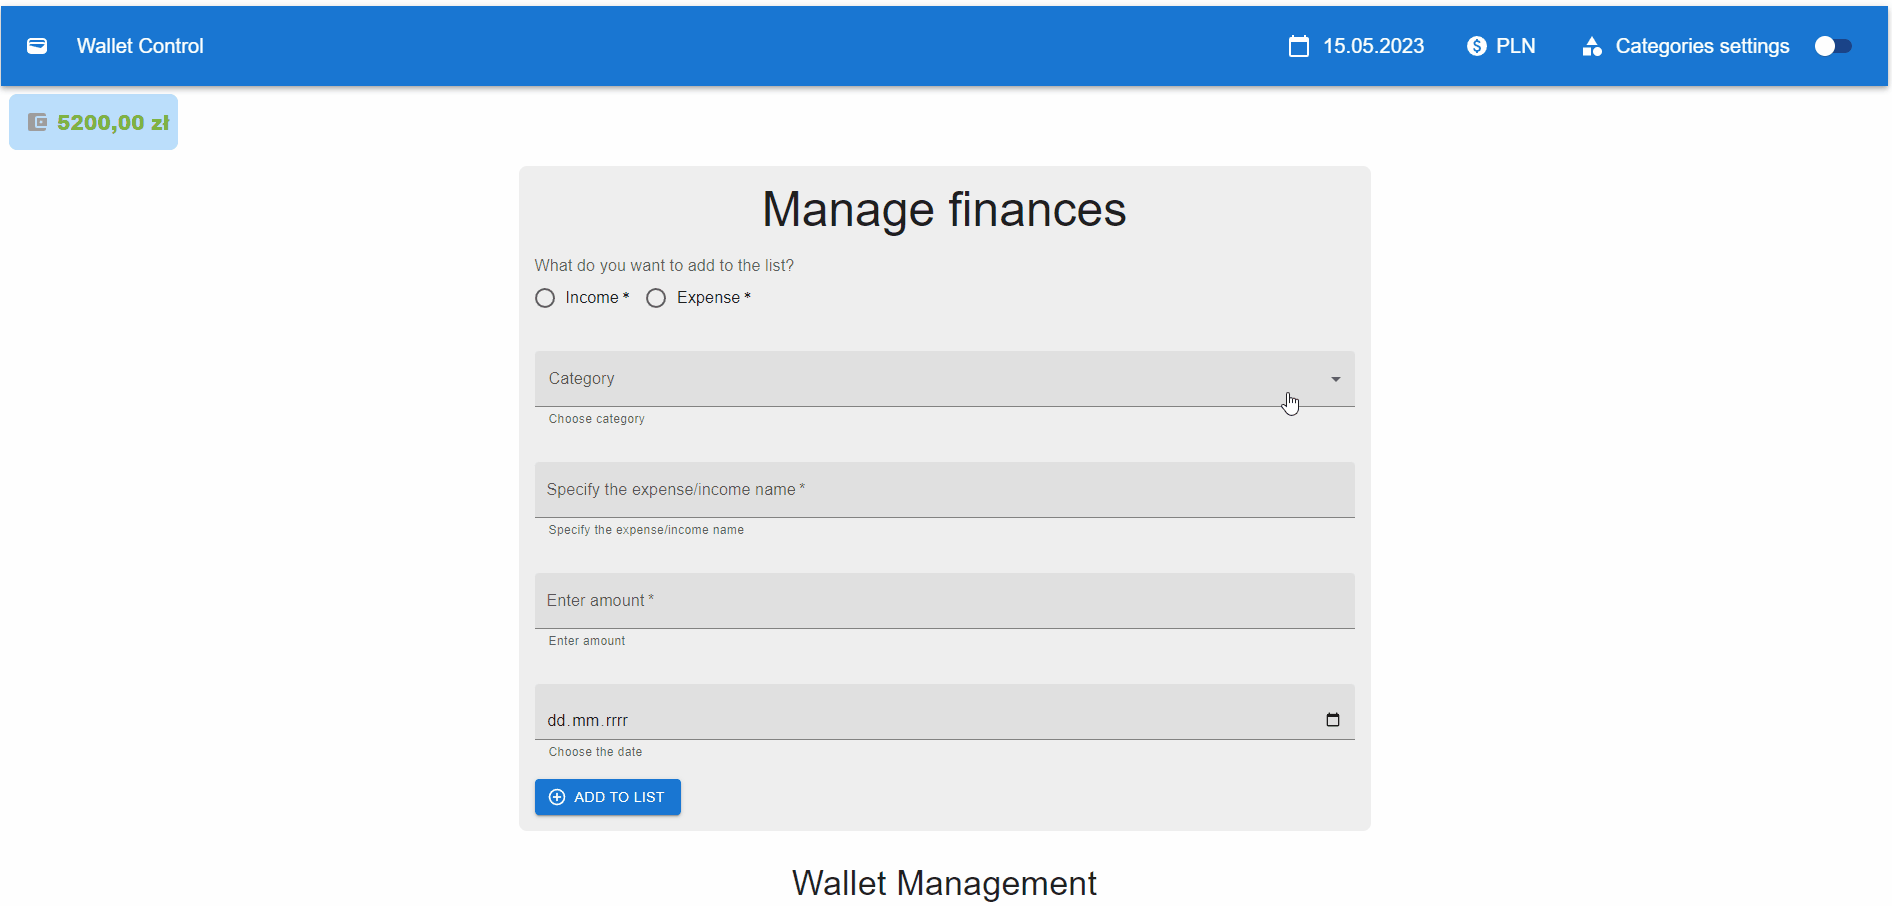 Wallet Control
15.05.2023
PLN
Categories settings
5200,00 zł
Manage finances
What do you want to add to the list?
Income *
Expense *
Category
Choose category
Specify the expense/income name *
Specify the expense/income name
Enter amount *
Enter amount
dd.mm.rrrr
Choose the date
ADD TO LIST
Wallet Management